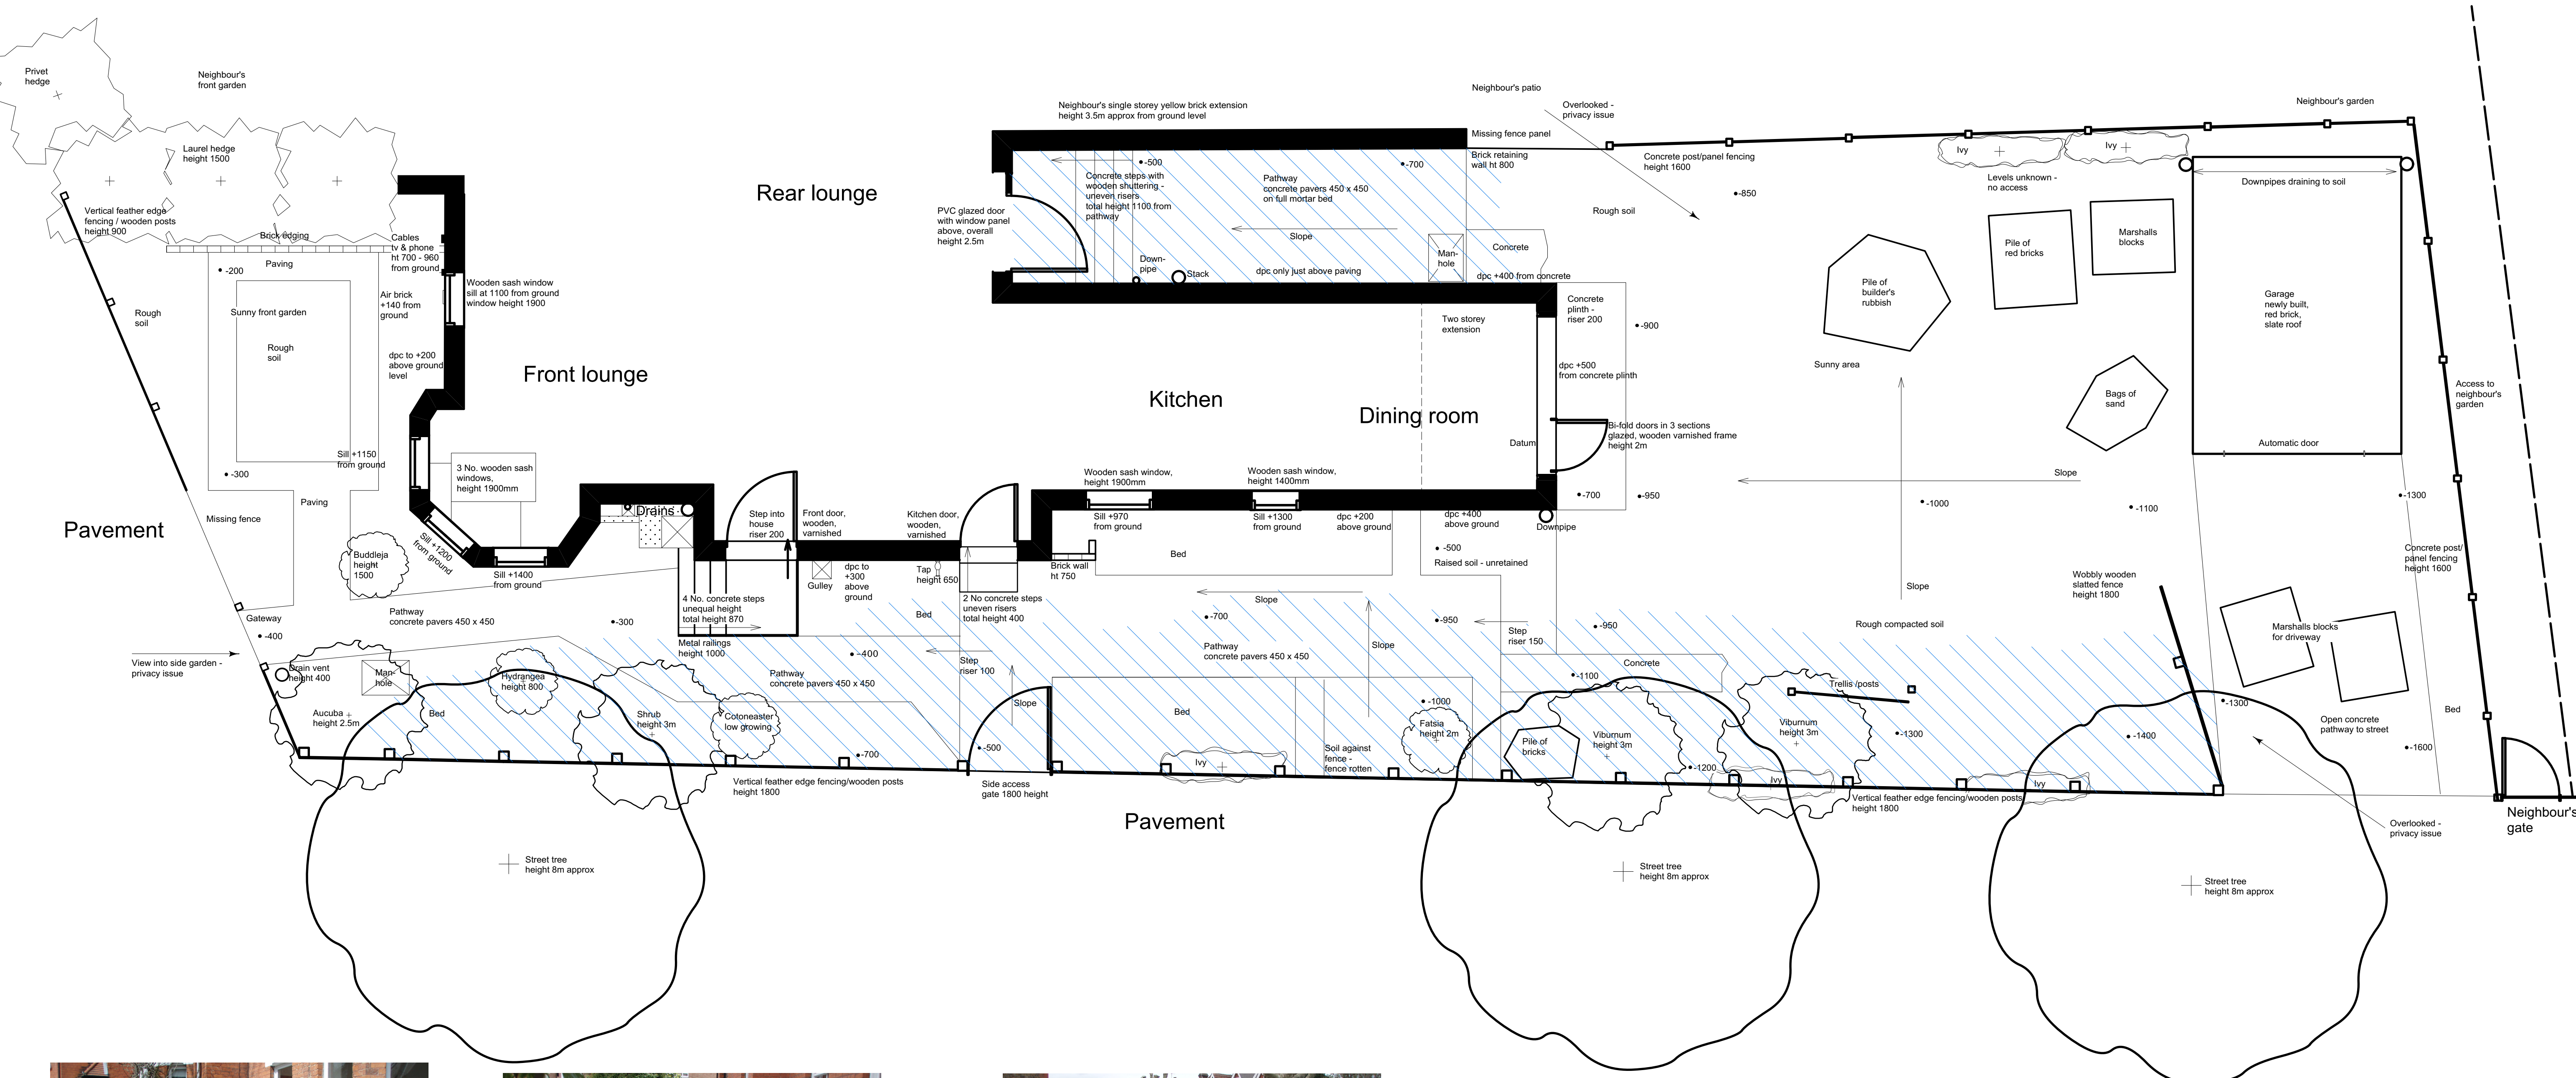 Privet
hedge
Neighbour's
front garden
Laurel hedge
height 1500
Vertical feather edge
fencing / wooden posts
height 900
Brick edging
Cables
tv & phone
ht 700 - 960
from ground
Paving
-200
Air brick
+140 from
ground
Sunny front garden
Rough
soil
Rough
soil
dpc to +200
above ground
level
Wooden sash window
sill at 1100 from ground
window height 1900
Front lounge
Rear lounge
Sill +1150
from ground
-300
3 No. wooden sash
windows,
height 1900mm
Paving
Missing fence
Pavement
Buddleja
height
1500
Sill +1200
from ground
Sill +1400
from ground
Drains
Step into
house
riser 200
Front door,
wooden,
varnished
Kitchen door,
wooden,
varnished
Gulley
dpc to
+300
above
ground
Tap
height 650
Brick wall
ht 750
4 No. concrete steps
unequal height
total height 870
Metal railings
height 1000
2 No concrete steps
uneven risers
total height 400
Bed
Pathway
concrete pavers 450 x 450
Gateway
-400
-300
View into side garden -
privacy issue
Drain vent
height 400
Man-
hole
Aucuba
height 2.5m
Bed
Hydrangea
height 800
Shrub
height 3m
Cotoneaster
low growing
-400
Pathway
concrete pavers 450 x 450
-700
Step
riser 100
Slope
-500
Vertical feather edge fencing/wooden posts
height 1800
Side access
gate 1800 height
Pavement
Street tree
height 8m approx
Neighbour's single storey yellow brick extension
height 3.5m approx from ground level
PVC glazed door
with window panel
above, overall
height 2.5m
-500
Concrete steps with
wooden shuttering -
uneven risers
total height 1100 from
pathway
Down-
pipe
Stack
Pathway
concrete pavers 450 x 450
on full mortar bed
-700
Slope
dpc only just above paving
Man-
hole
Concrete
dpc +400 from concrete
Neighbour's patio
Overlooked -
privacy issue
Missing fence panel
Brick retaining
wall ht 800
Concrete post/panel fencing
height 1600
Rough soil
-850
Kitchen
Dining room
Two storey
extension
Concrete
plinth -
riser 200
-900
dpc +500
from concrete plinth
Datum
Bi-fold doors in 3 sections
glazed, wooden varnished frame
height 2m
Wooden sash window,
height 1900mm
Wooden sash window,
height 1400mm
Sill +970
from ground
Sill +1300
from ground
dpc +200
above ground
dpc +400
above ground
Downpipe
-700
-950
Bed
-500
Raised soil - unretained
Slope
-700
-950
Step
riser 150
-950
Pathway
concrete pavers 450 x 450
Slope
Concrete
-1100
Bed
-1000
Fatsia
height 2m
Soil against
fence -
fence rotten
Ivy
Pile of
bricks
Viburnum
height 3m
-1200
Viburnum
height 3m
Trellis /posts
-1300
Ivy
Ivy
Vertical feather edge fencing/wooden posts
height 1800
Street tree
height 8m approx
Neighbour's garden
Ivy
Ivy
Levels unknown -
no access
Downpipes draining to soil
Pile of
red bricks
Marshalls
blocks
Pile of
builder's
rubbish
Garage
newly built,
red brick,
slate roof
Sunny area
Bags of
sand
Automatic door
Access to
neighbour's
garden
Slope
-1000
-1100
-1300
Slope
Concrete post/
panel fencing
height 1600
Wobbly wooden
slatted fence
height 1800
Rough compacted soil
Marshalls blocks
for driveway
-1300
-1400
Open concrete
pathway to street
Bed
-1600
Overlooked -
privacy issue
Neighbour's
gate
Street tree
height 8m approx